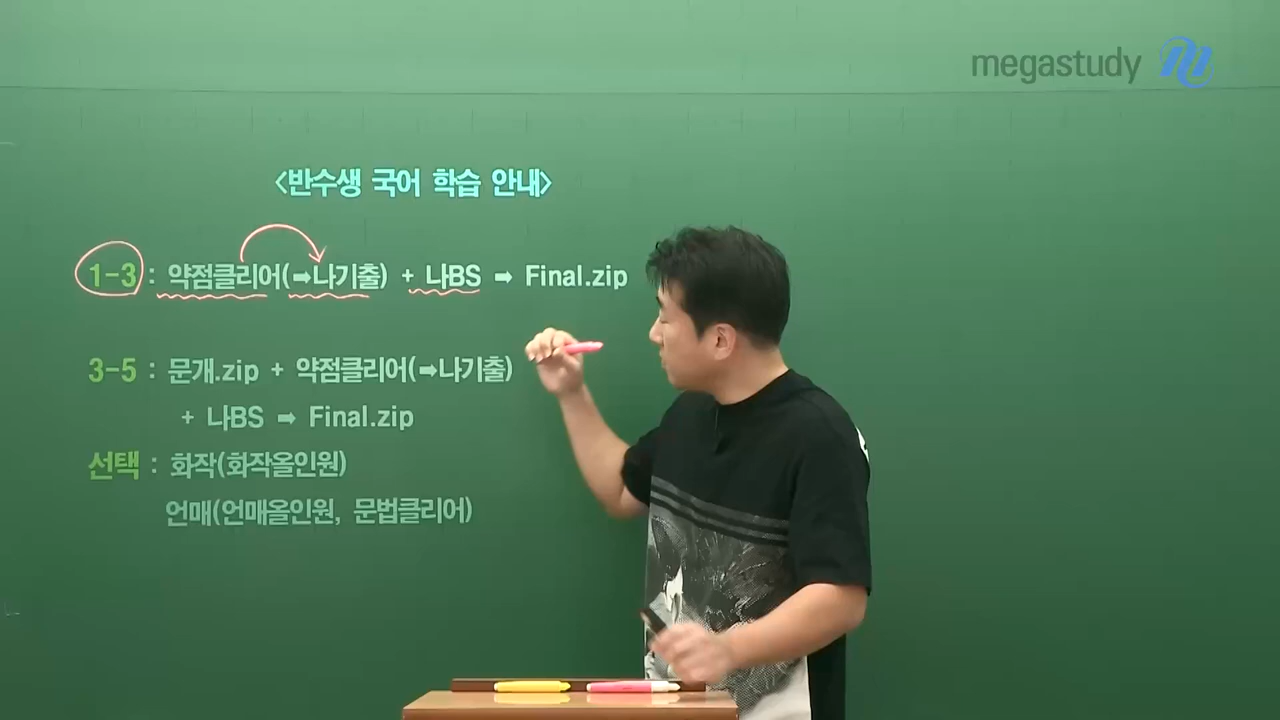 megastudy
<반수생 국어 학습 안내>
1-3 : 약점클리어(➡나기출) + 나BS ➡ Final.zip
3-5 : 문개.zip + 약점클리어(➡나기출)
+ 나BS ➡ Final.zip
선택 : 화작(화작올인원)
언매(언매올인원, 문법클리어)